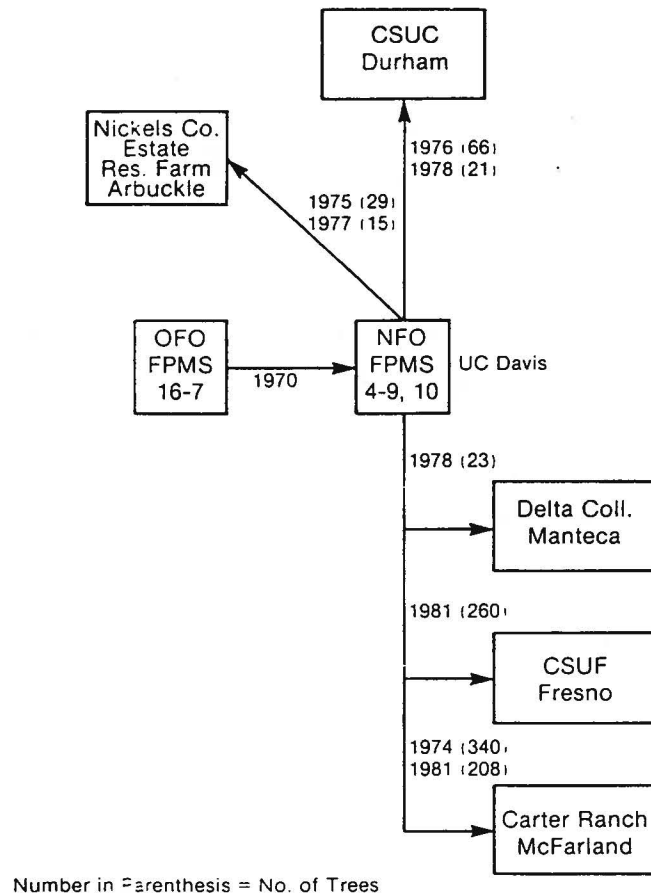 CSUC
Durham
Nickels Co.
Estate
Res. Farm
Arbuckle
1976 (66)
1978 (21)
1975 (29)
1977 (15)
OFO
FPMS
16-7
1970
NFO
FPMS
4-9, 10
UC Davis
1978 (23)
Delta Coll.
Manteca
1981 (260)
CSUF
Fresno
1974 (340)
1981 (208)
Carter Ranch
McFarland
Number in Parenthesis = No. of Trees